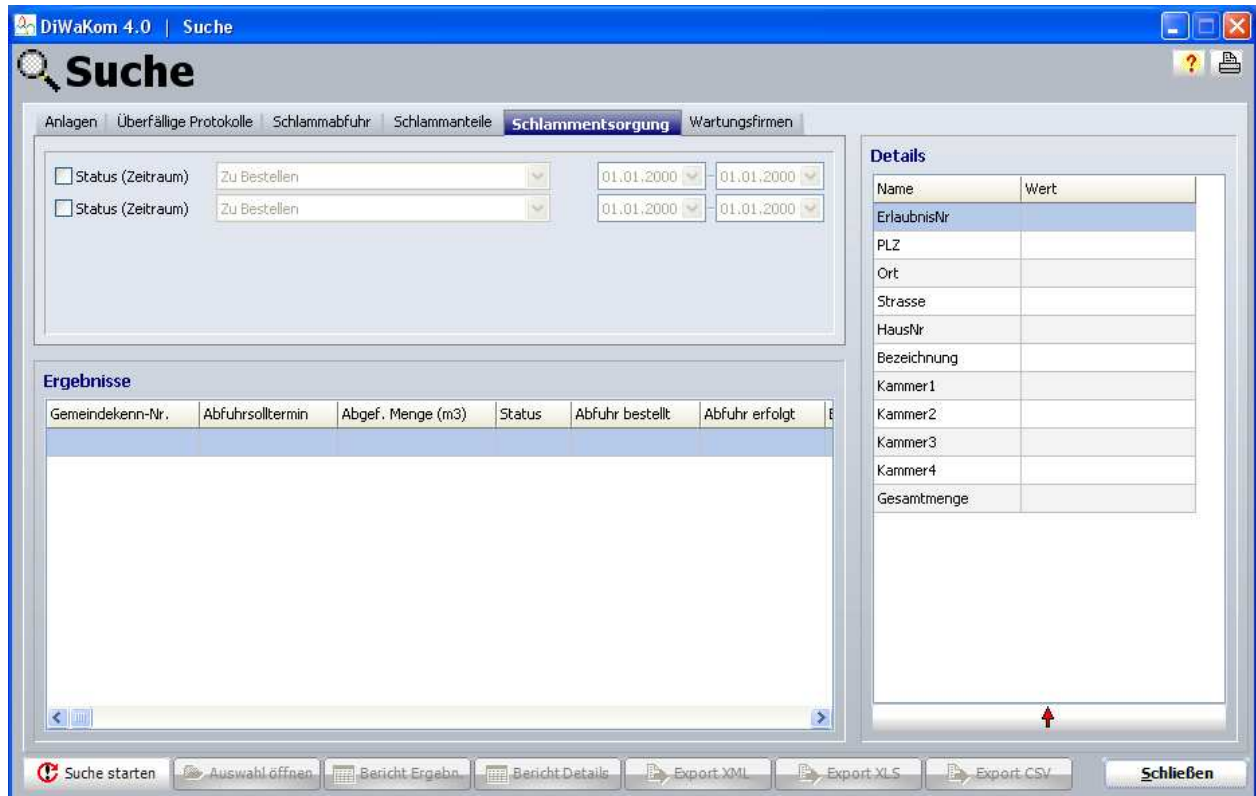 DiWaKom 4.0 | Suche
Suche
Anlagen Überfällige Protokolle Schlammabfuhr Schlammanteile Schlammentsorgung Wartungsfirmen
Status (Zeitraum) Zu Bestellen 01.01.2000 - 01.01.2000
Status (Zeitraum) Zu Bestellen 01.01.2000 - 01.01.2000
Ergebnisse
Gemeindekenn-Nr. Abfuhrsolltermin Abgef. Menge (m3) Status Abfuhr bestellt Abfuhr erfolgt
Details
Name Wert
ErlaubnisNr
PLZ
Ort
Strasse
HausNr
Bezeichnung
Kammer1
Kammer2
Kammer3
Kammer4
Gesamtmenge
Suche starten Auswahl öffnen Bericht Ergebn. Bericht Details Export XML Export XLS Export CSV Schließen